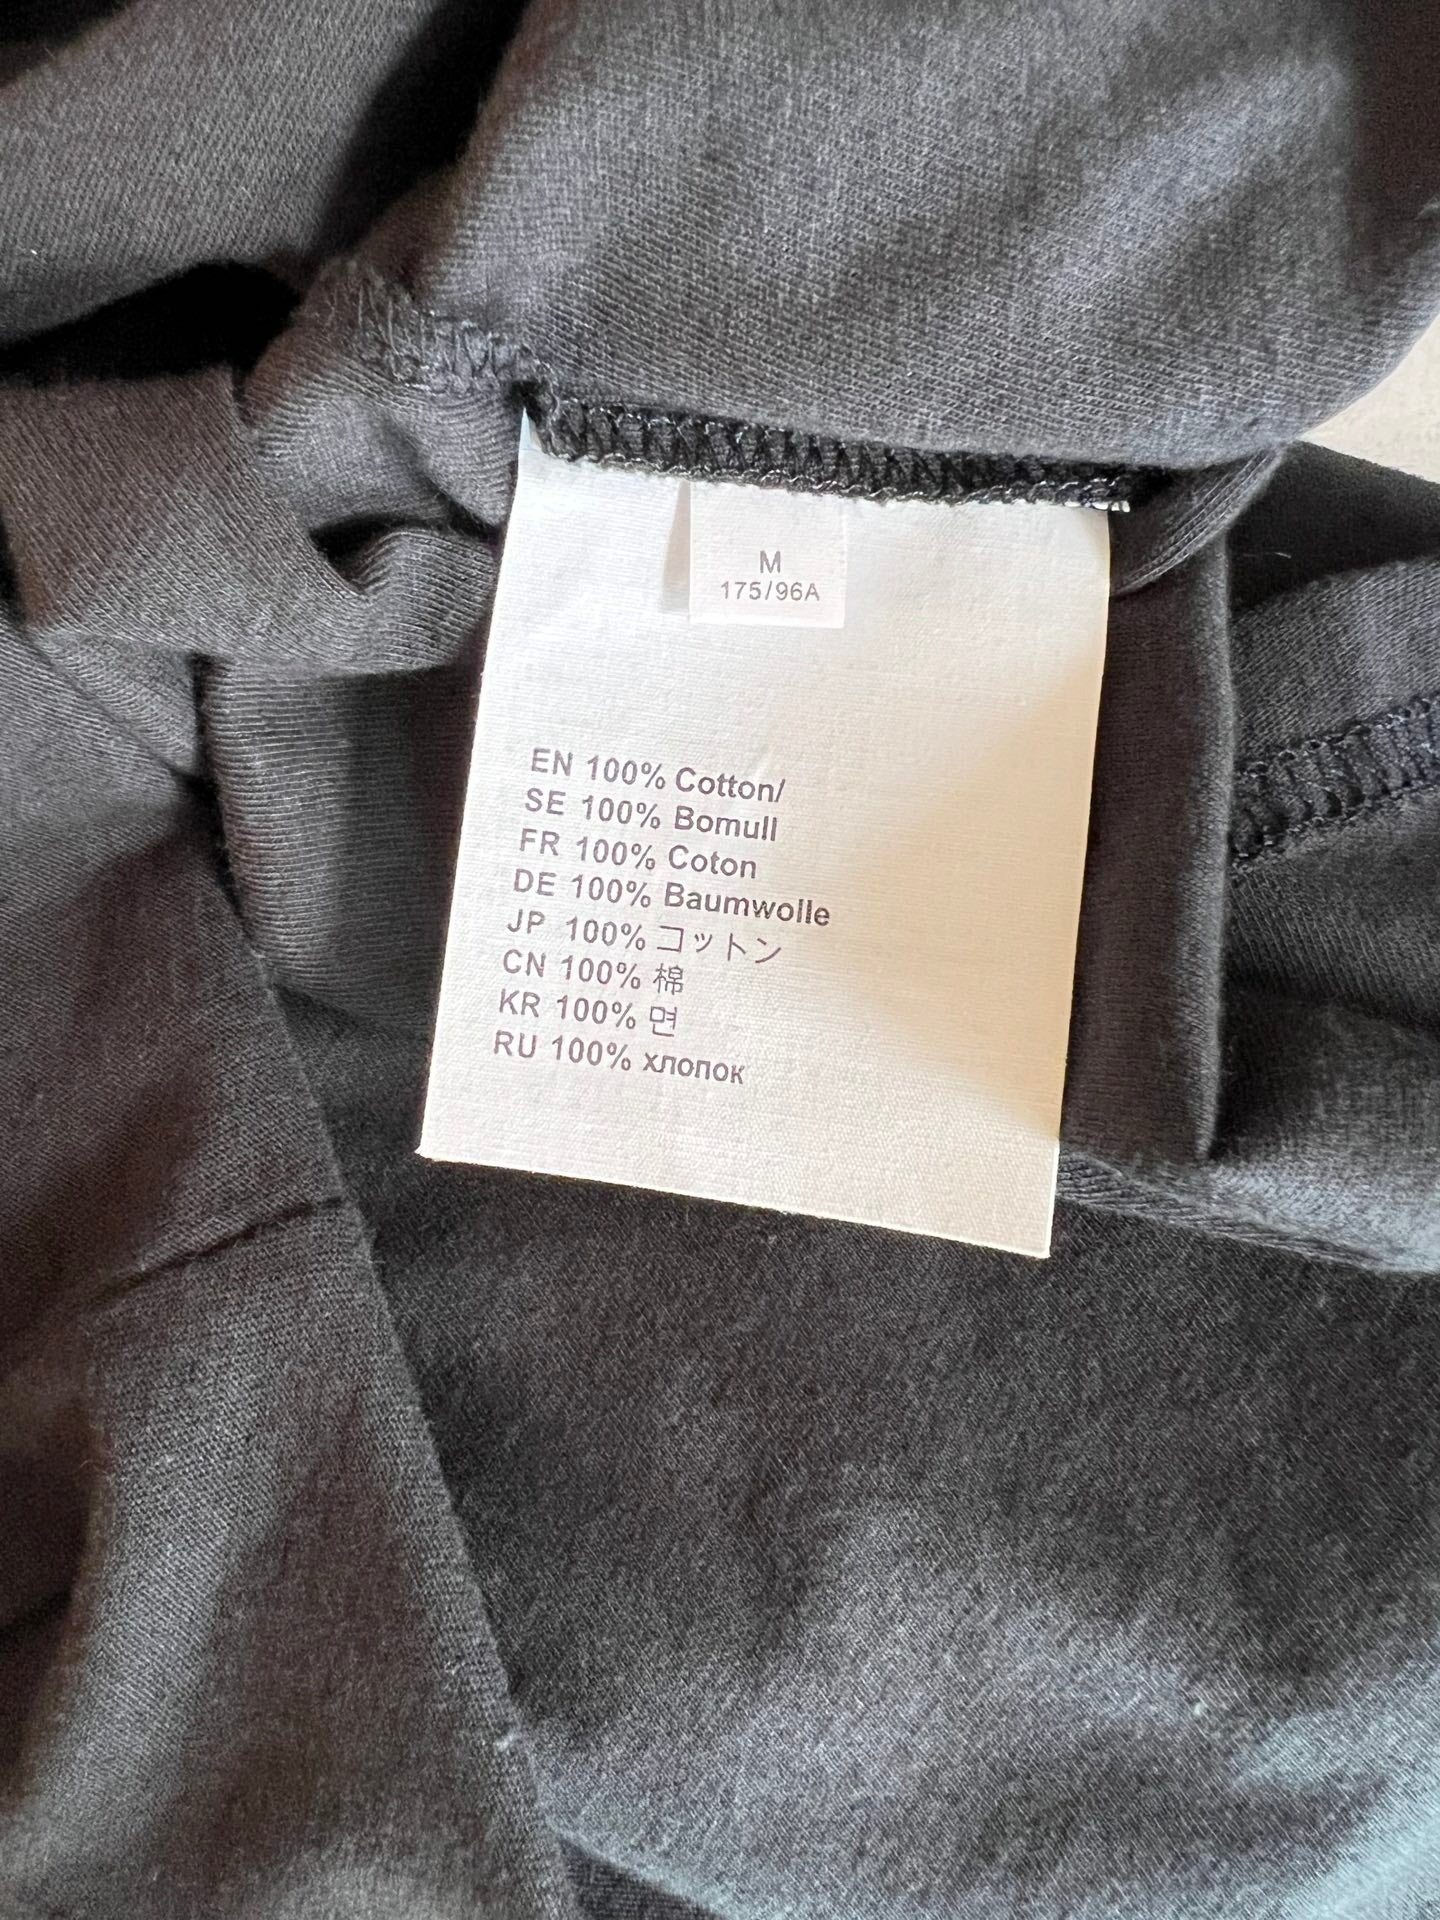 M
175/96A
EN 100% Cotton/
SE 100% Bomull
FR 100% Coton
DE 100% Baumwolle
JP 100% コットン
CN 100% 棉
KR 100% 면
RU 100% хлопок